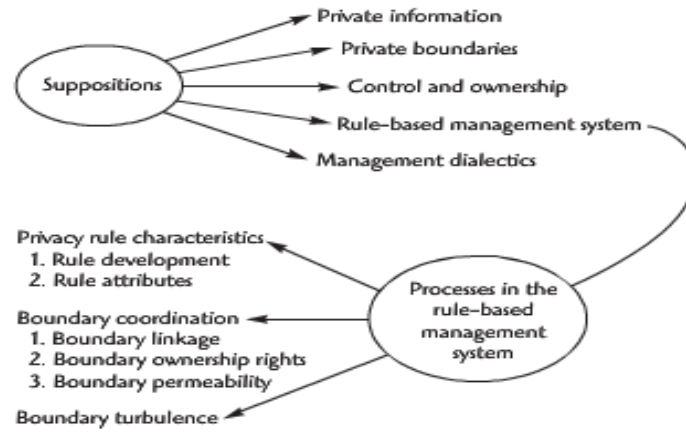 Private information
Private boundaries
Suppositions
Control and ownership
Rule-based management system
Management dialectics
Privacy rule characteristics
1. Rule development
2. Rule attributes
Processes in the
rule-based
management
system
Boundary coordination
1. Boundary linkage
2. Boundary ownership rights
3. Boundary permeability
Boundary turbulence